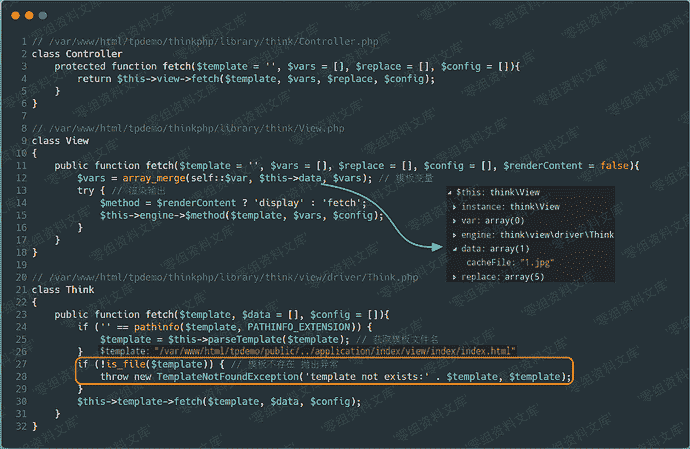 1 // /var/www/html/tpdemo/thinkphp/library/think/Controller.php
2 class Controller
3     protected function fetch($template = '', $vars = [], $replace = [], $config = []){
4         return $this->view->fetch($template, $vars, $replace, $config);
5     }
6 }
7
8 // /var/www/html/tpdemo/thinkphp/library/think/View.php
9 class View
10 {
11     public function fetch($template = '', $vars = [], $replace = [], $config = [], $renderContent = false){
12         $vars = array_merge(self::$var, $this->data, $vars); // 模板变量
13         try { // 渲染输出
14             $method = $renderContent ? 'display' : 'fetch';
15             $this->engine->$method($template, $vars, $config);
16         }
17     }
18 }
$this: think\View
instance: think\View
var: array(0)
engine: think\view\driver\Think
data: array(1)
cacheFile: "1.jpg"
replace: array(5)
19
20 // /var/www/html/tpdemo/thinkphp/library/think/view/driver/Think.php
21 class Think
22 {
23     public function fetch($template, $data = [], $config = []){
24         if ('' == pathinfo($template, PATHINFO_EXTENSION)) {
25             $template = $this->parseTemplate($template); // 获取模板文件名
26         } $template: "/var/www/html/tpdemo/public/../application/index/view/index/index.html"
27         if (!is_file($template)) { // 模板不存在 抛出异常
28             throw new TemplateNotFoundException('template not exists:' . $template, $template);
29         }
30         $this->template->fetch($template, $data, $config);
31     }
32 }
"零组资料文库"